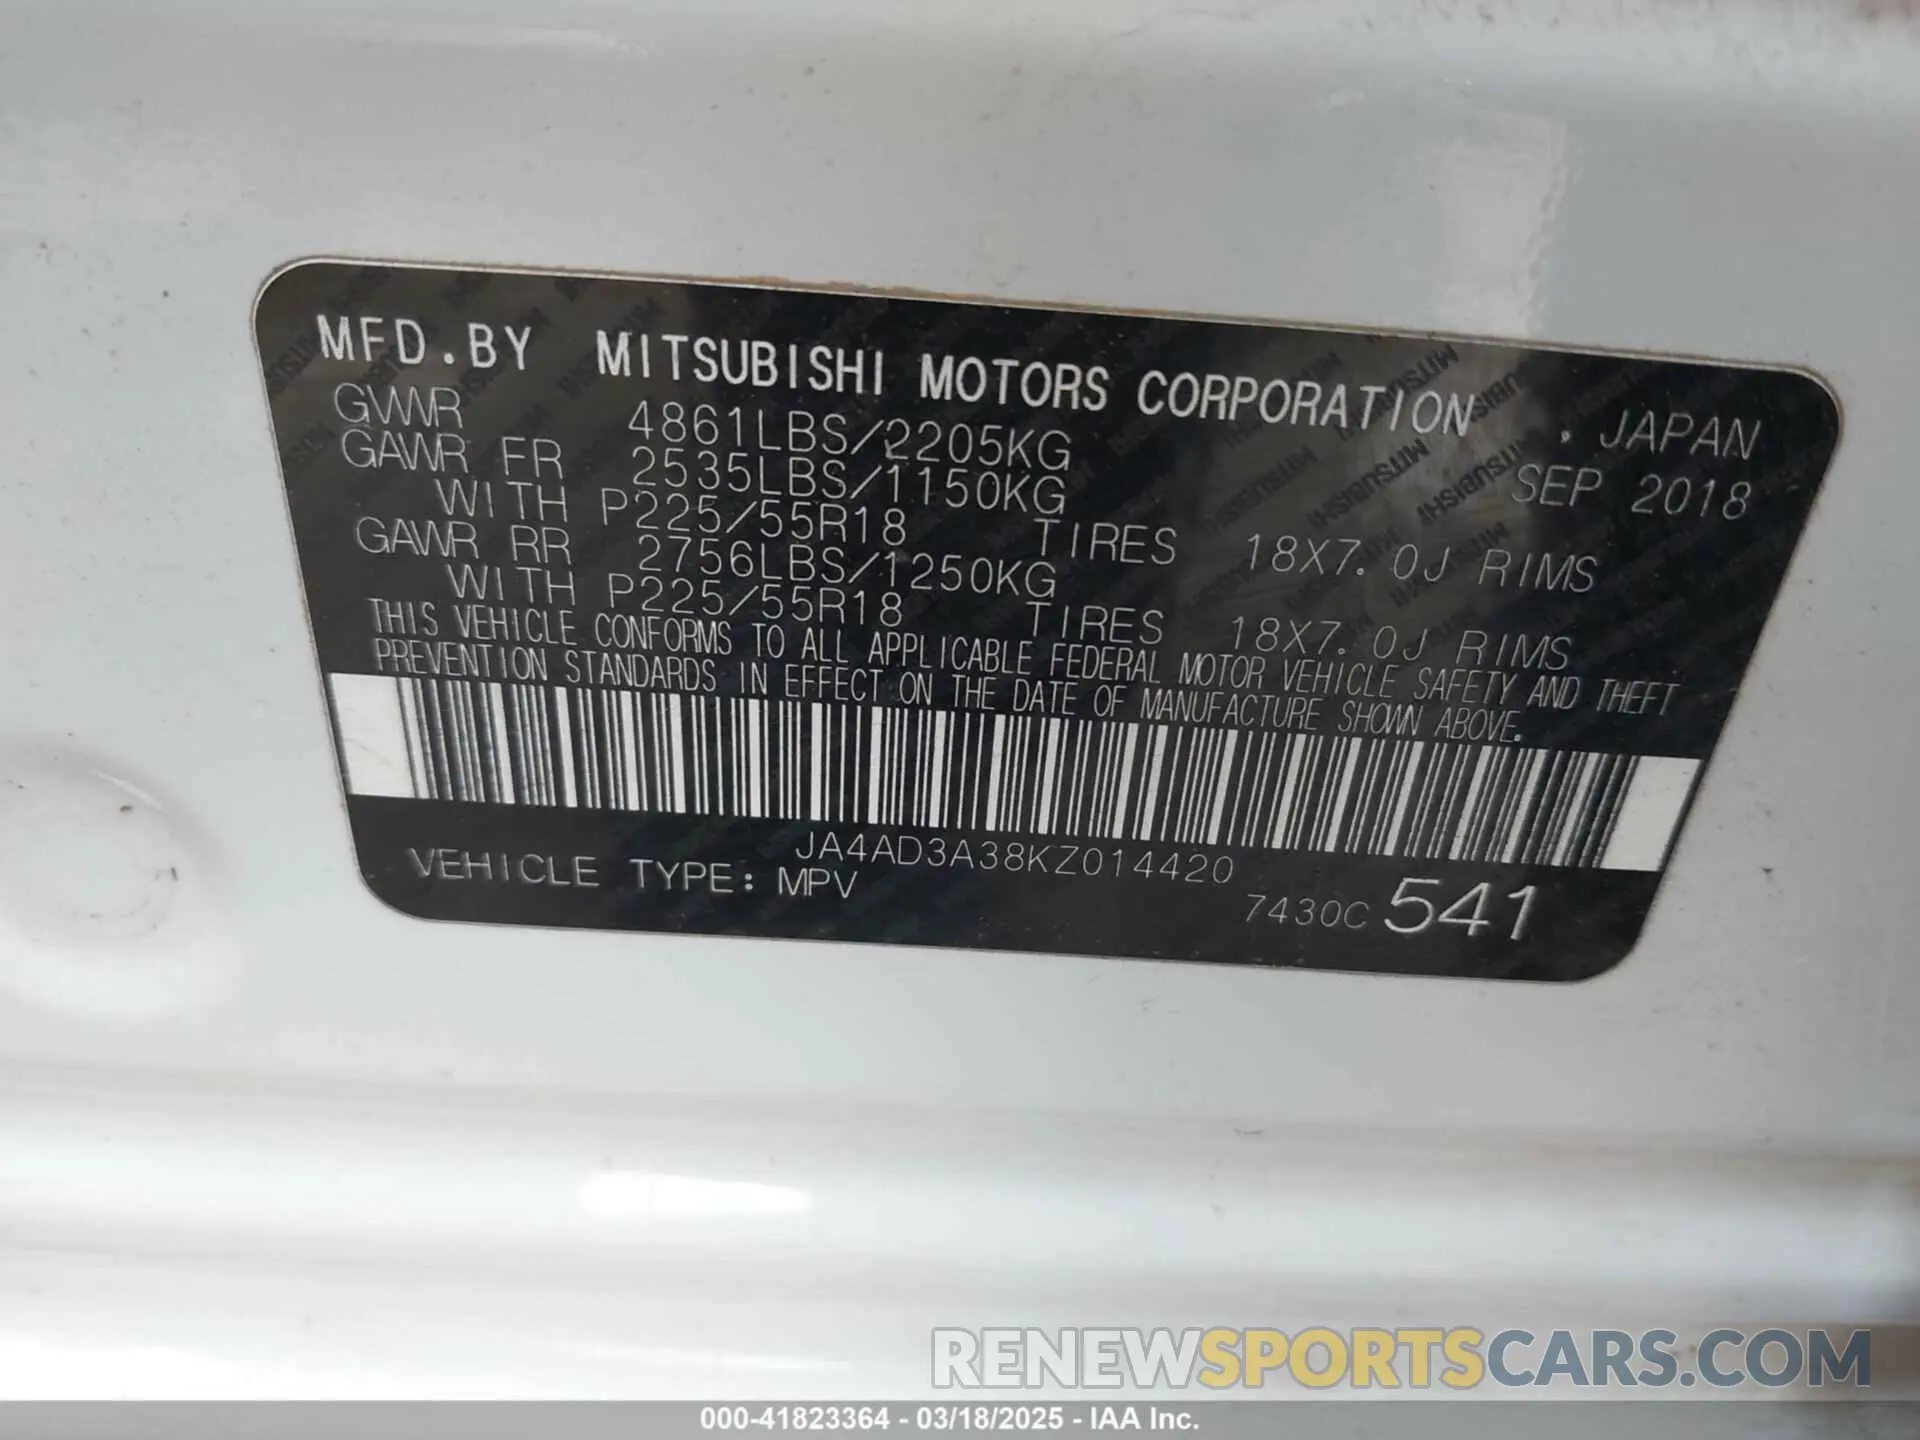 MFD.BY MITSUBISHI MOTORS CORPORATION , JAPAN
GVWR 4861LBS/2205KG SEP 2018
GAWR FR 2535LBS/1150KG
WITH P225/55R18 TIRES 18X7.0J RIMS
GAWR RR 2756LBS/1250KG
WITH P225/55R18 TIRES 18X7.0J RIMS
THIS VEHICLE CONFORMS TO ALL APPLICABLE FEDERAL MOTOR VEHICLE SAFETY AND THEFT
PREVENTION STANDARDS IN EFFECT ON THE DATE OF MANUFACTURE SHOWN ABOVE.
JA4AD3A38KZ014420
VEHICLE TYPE: MPV
7430C 541
RENEWSPORTSCARS.COM
000-41823364 - 03/18/2025 - IAA Inc.